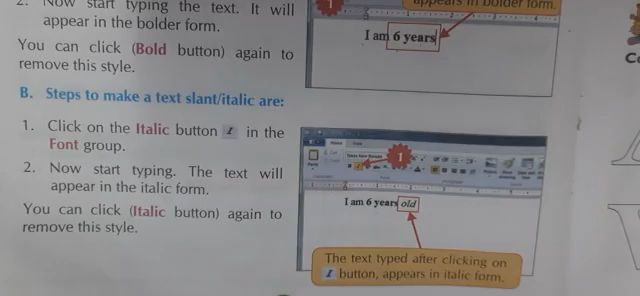 2. Now start typing the text. It will
appear in the bolder form.
You can click (Bold button) again to
remove this style.
B. Steps to make a text slant/italic are:
1. Click on the Italic button I in the
Font group.
2. Now start typing. The text will
appear in the italic form.
You can click (Italic button) again to
remove this style.
1
appears in bolder form.
I am 6 years
1
I am 6 years old
The text typed after clicking on
I button, appears in italic form.